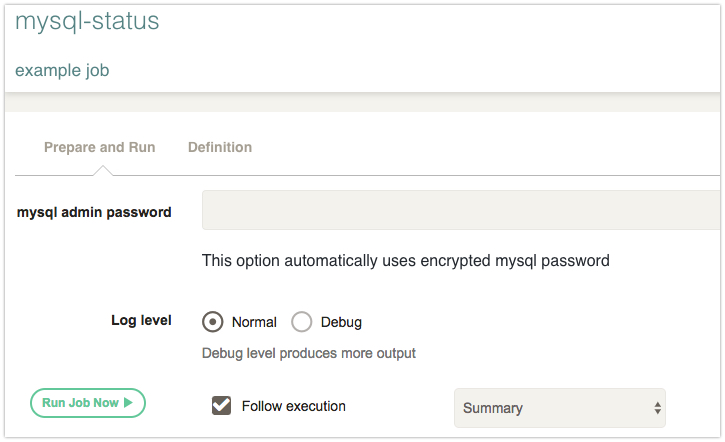 mysql-status
example job
Prepare and Run Definition
mysql admin password
This option automatically uses encrypted mysql password
Log level Normal Debug
Debug level produces more output
Run Job Now Follow execution Summary